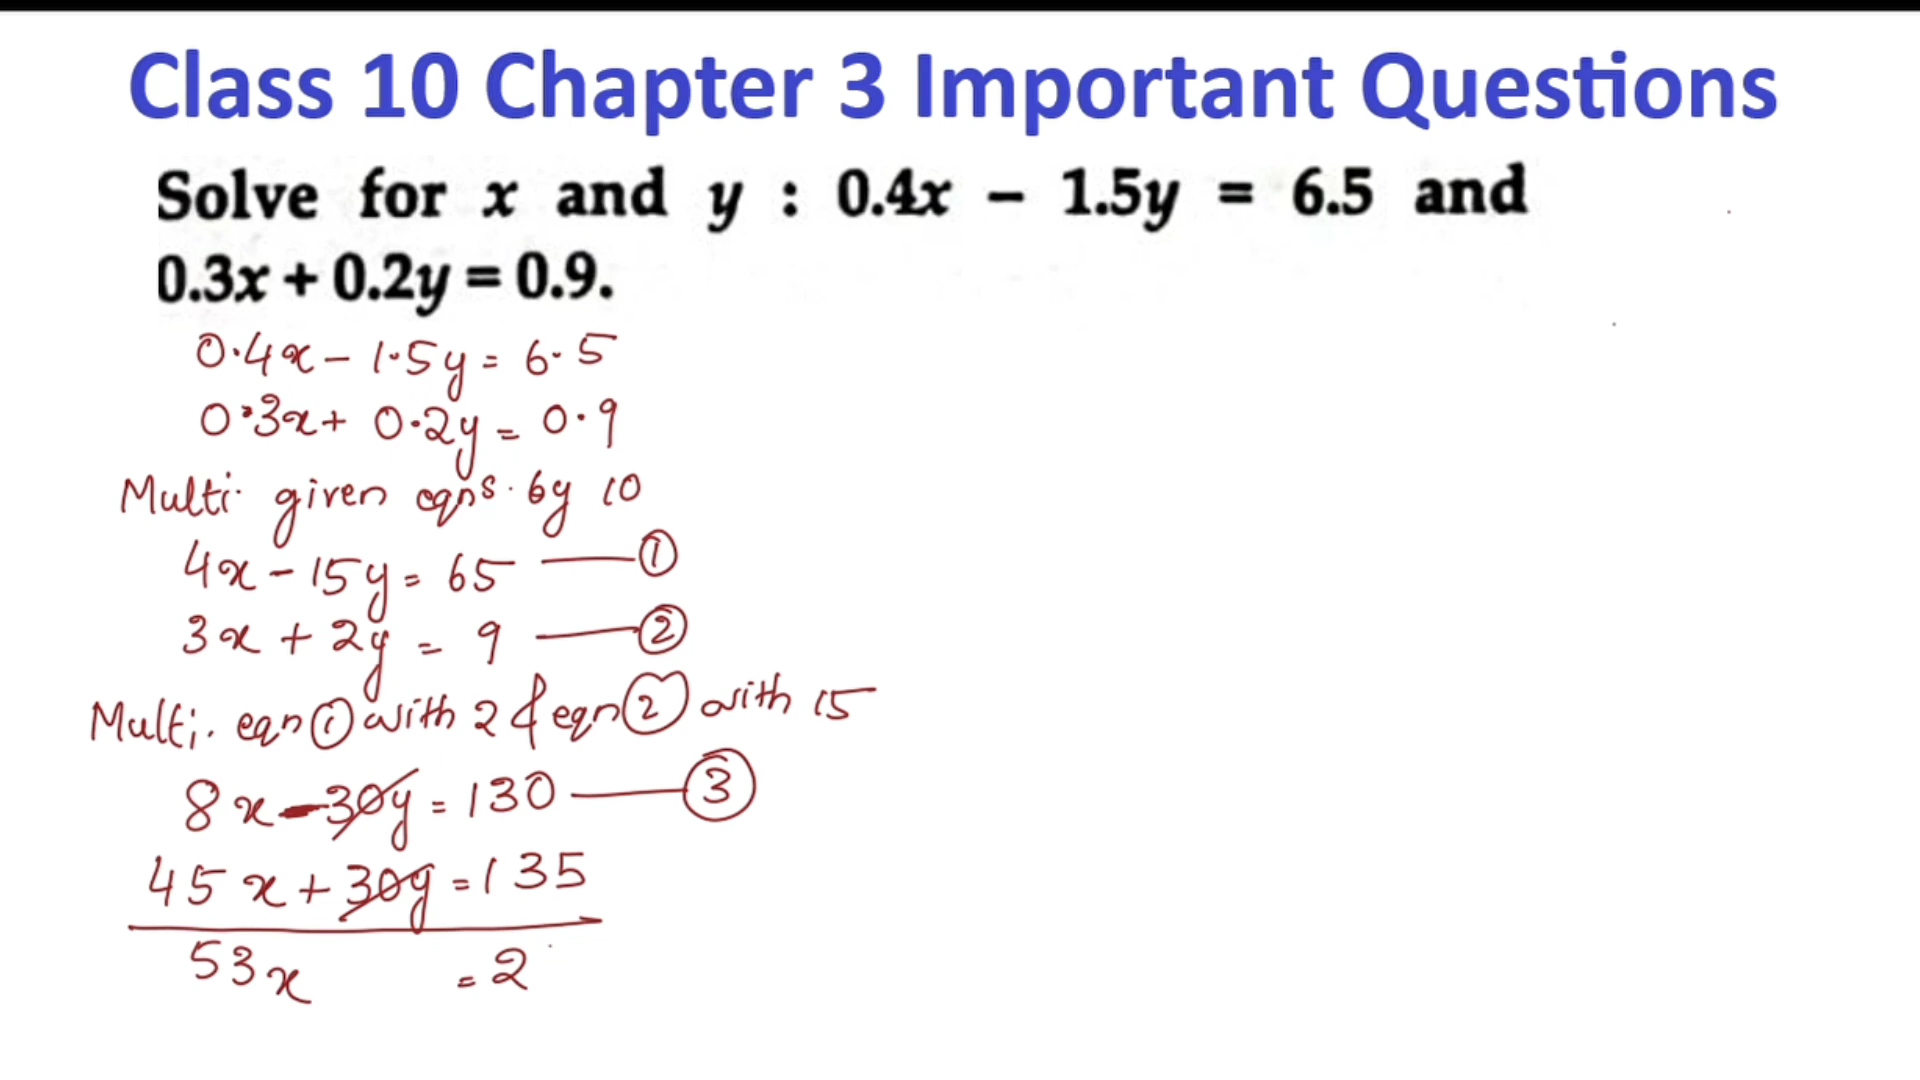 Class 10 Chapter 3 Important Questions
Solve for x and y : 0.4x – 1.5y = 6.5 and
0.3x + 0.2y = 0.9.
0.4x – 1.5y = 6.5
0.3x + 0.2y = 0.9
Multi. given eqns. by 10
4x – 15y = 65 —— ①
3x + 2y = 9 —— ②
Multi. eqn ① with 2 & eqn ② with 15
8x – 30y = 130 —— ③
45x + 30y = 135
53x = 2